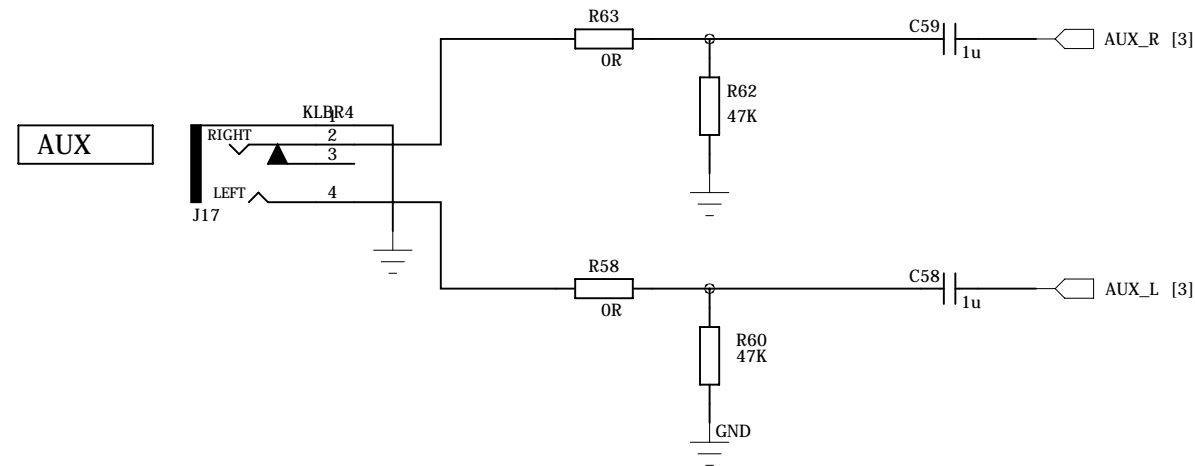 R63
0R
C59
1u
AUX_R [3]
R62
47K
AUX
KLBR4
1
RIGHT
2
3
LEFT
4
J17
R58
0R
C58
1u
AUX_L [3]
R60
47K
GND